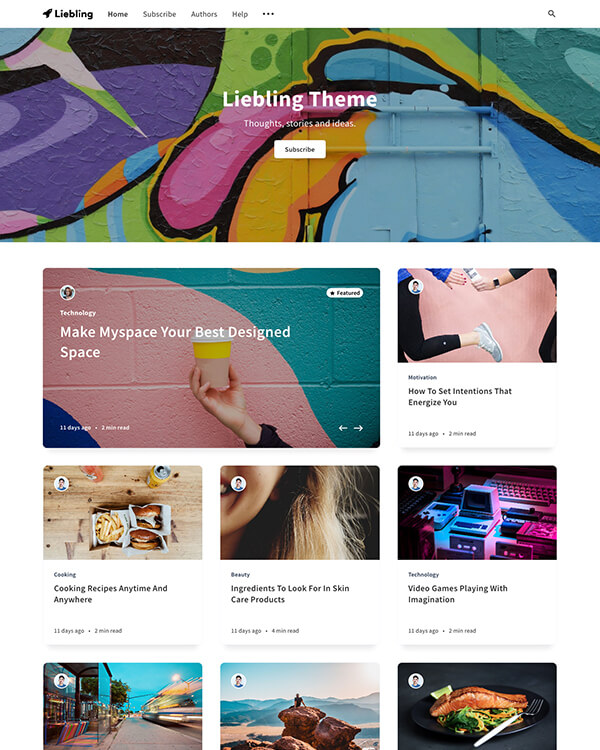 Liebling
Home Subscribe Authors Help
Liebling Theme
Thoughts, stories and ideas.
Subscribe
Featured
Technology
Make Myspace Your Best Designed
Space
11 days ago • 2 min read
Motivation
How To Set Intentions That
Energize You
11 days ago • 2 min read
Cooking
Cooking Recipes Anytime And
Anywhere
11 days ago • 2 min read
Beauty
Ingredients To Look For In Skin
Care Products
11 days ago • 4 min read
Technology
Video Games Playing With
Imagination
11 days ago • 2 min read